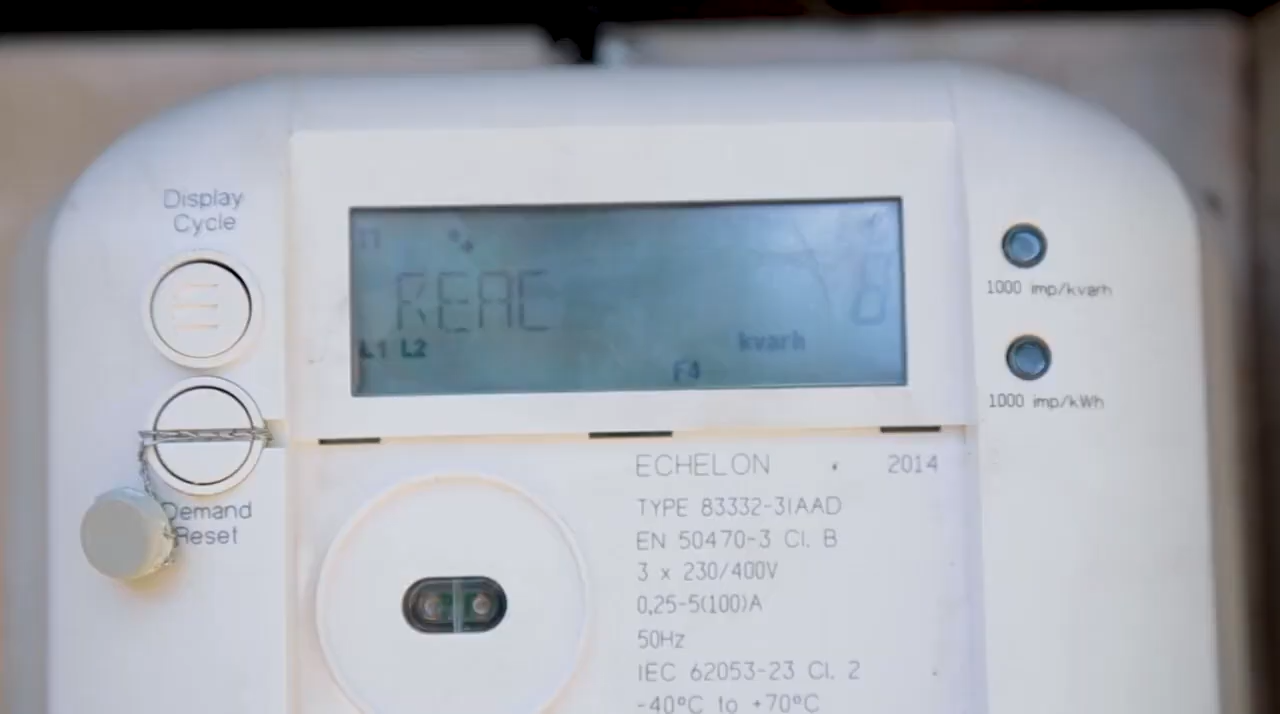 Display
Cycle
REAC
L1 L2
kvarh
F4
1000 imp/kvarh
1000 imp/kWh
Demand
Reset
ECHELON 2014
TYPE 83332-3IAAD
EN 50470-3 Cl. B
3 x 230/400V
0,25-5(100)A
50Hz
IEC 62053-23 Cl. 2
-40°C to +70°C